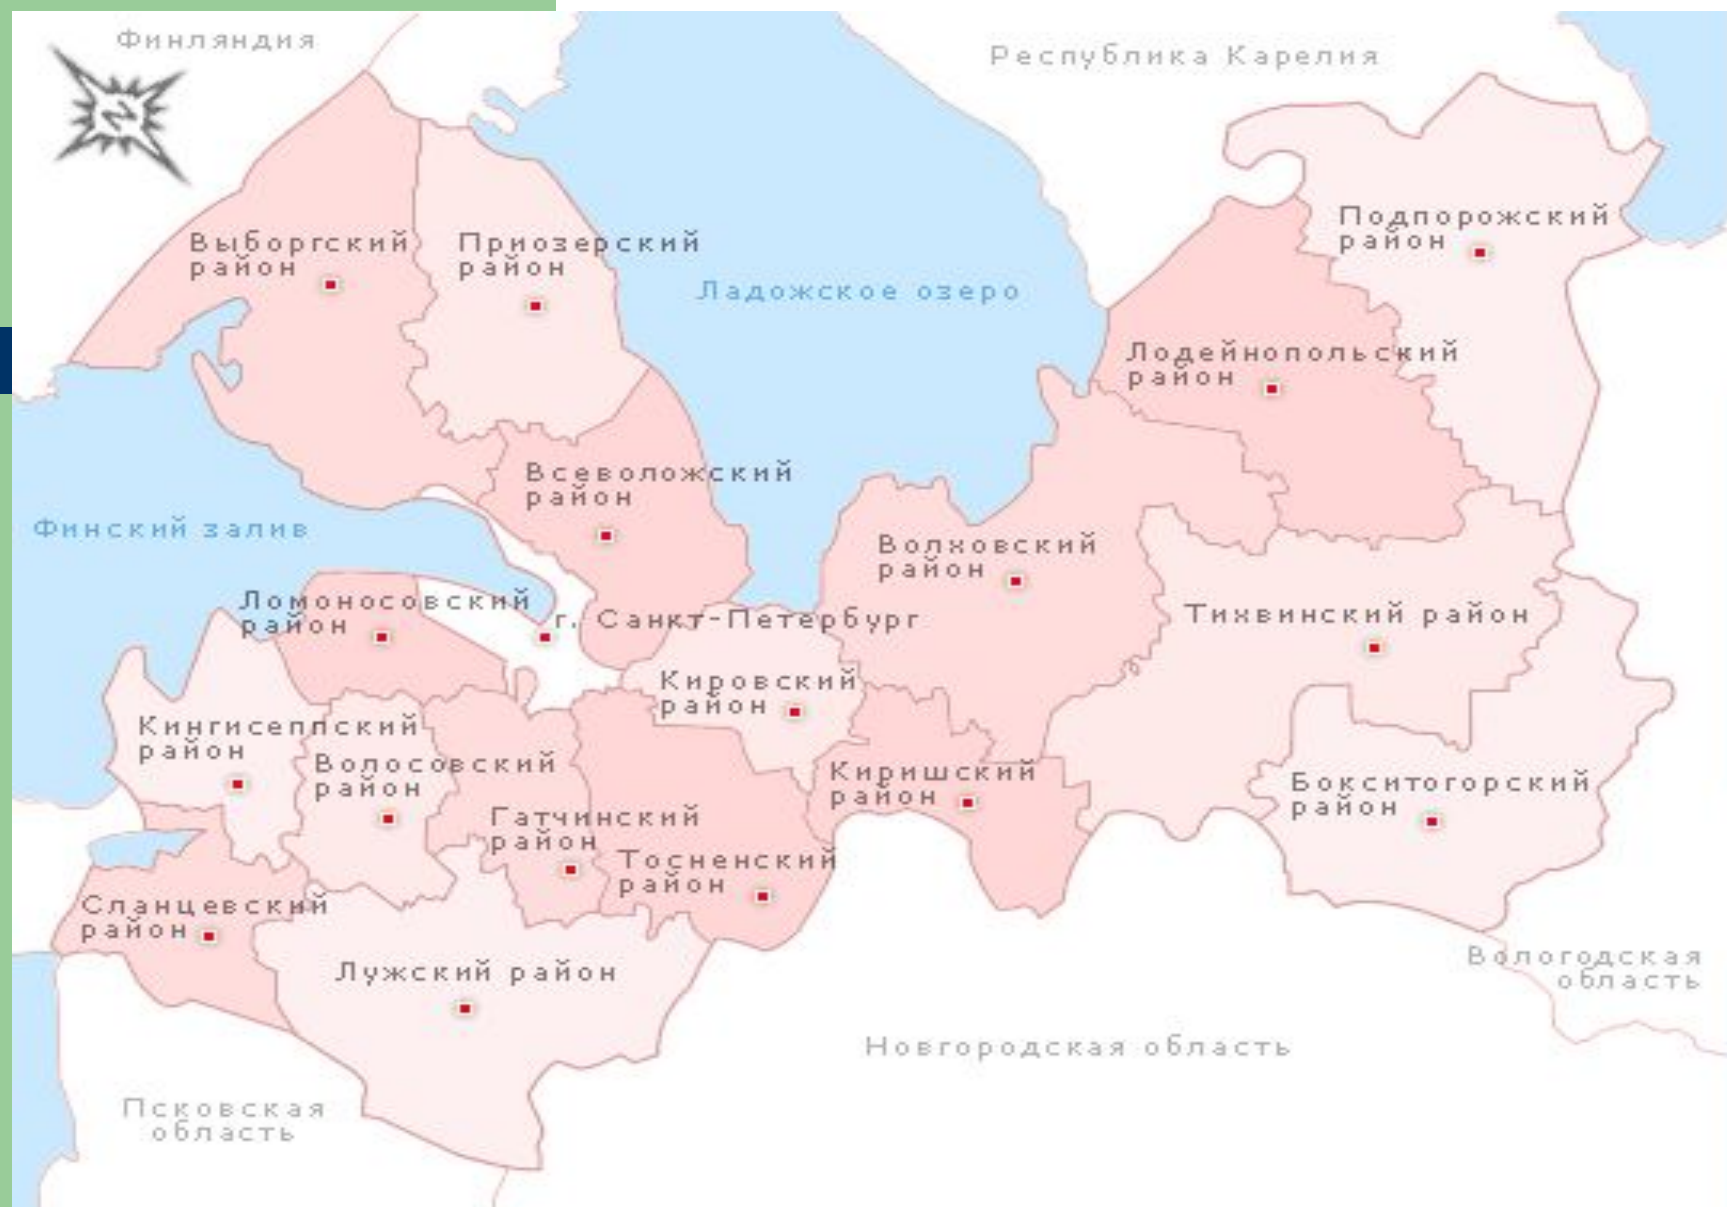 Финляндия
Республика Карелия
Подпорожский
район
Выборгский
район
Приозерский
район
Ладожское озеро
Лодейнопольский
район
Всеволожский
район
Финский залив
Волховский
район
Ломоносовский
район
г. Санкт-Петербург
Тихвинский район
Кировский
район
Кингисеппский
район
Волосовский
район
Киришский
район
Бокситогорский
район
Гатчинский
район
Тосненский
район
Сланцевский
район
Лужский район
Вологодская
область
Новгородская область
Псковская
область